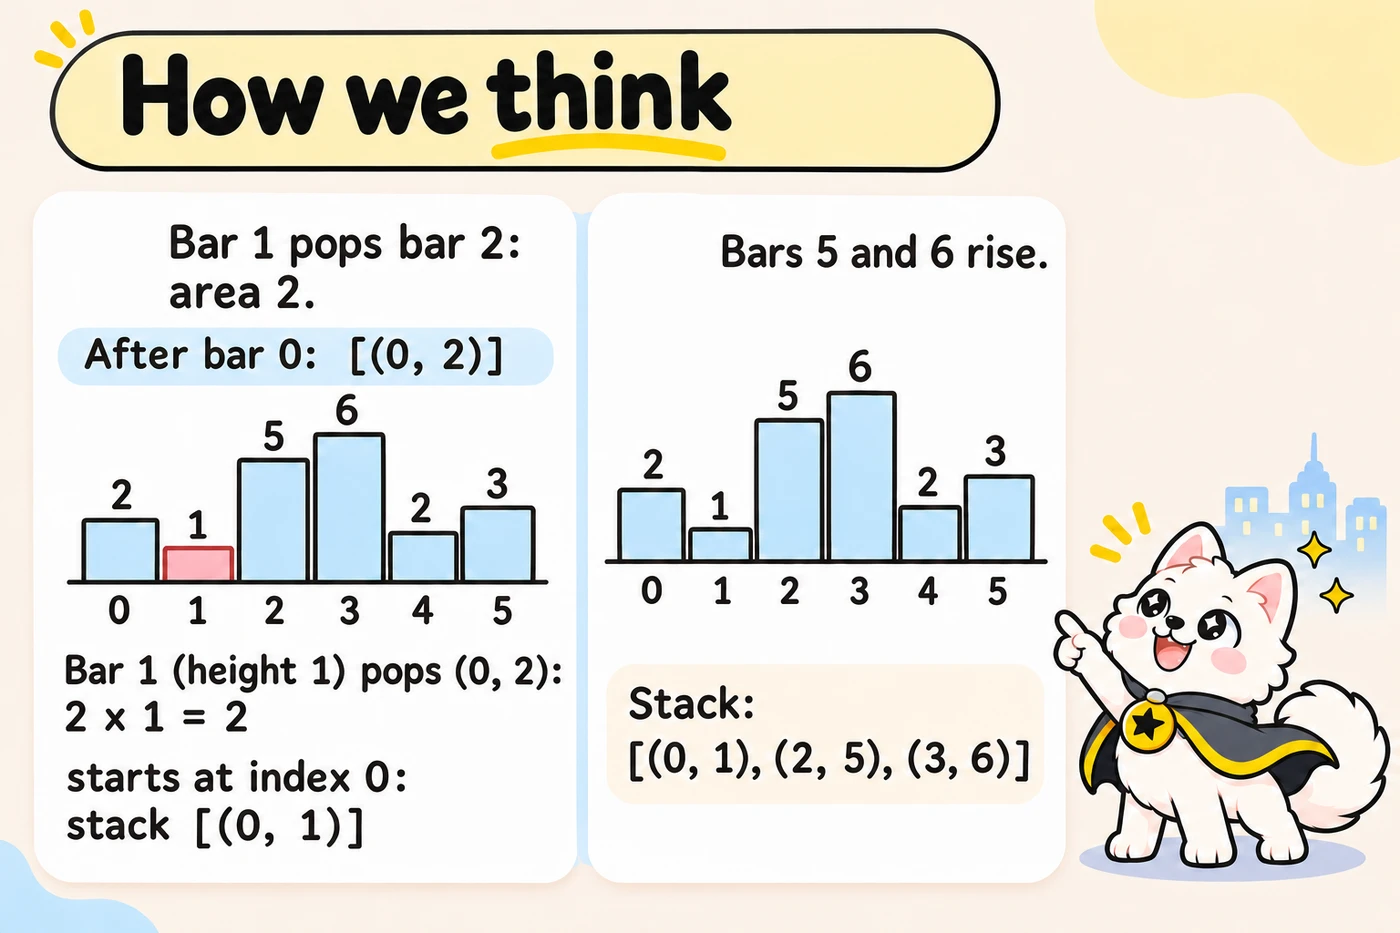 How we think
Bar 1 pops bar 2:
area 2.
After bar 0: [(0, 2)]
2 1 5 6 2 3
0 1 2 3 4 5
Bar 1 (height 1) pops (0, 2):
2 x 1 = 2
starts at index 0:
stack [(0, 1)]
Bars 5 and 6 rise.
2 1 5 6 2 3
0 1 2 3 4 5
Stack:
[(0, 1), (2, 5), (3, 6)]